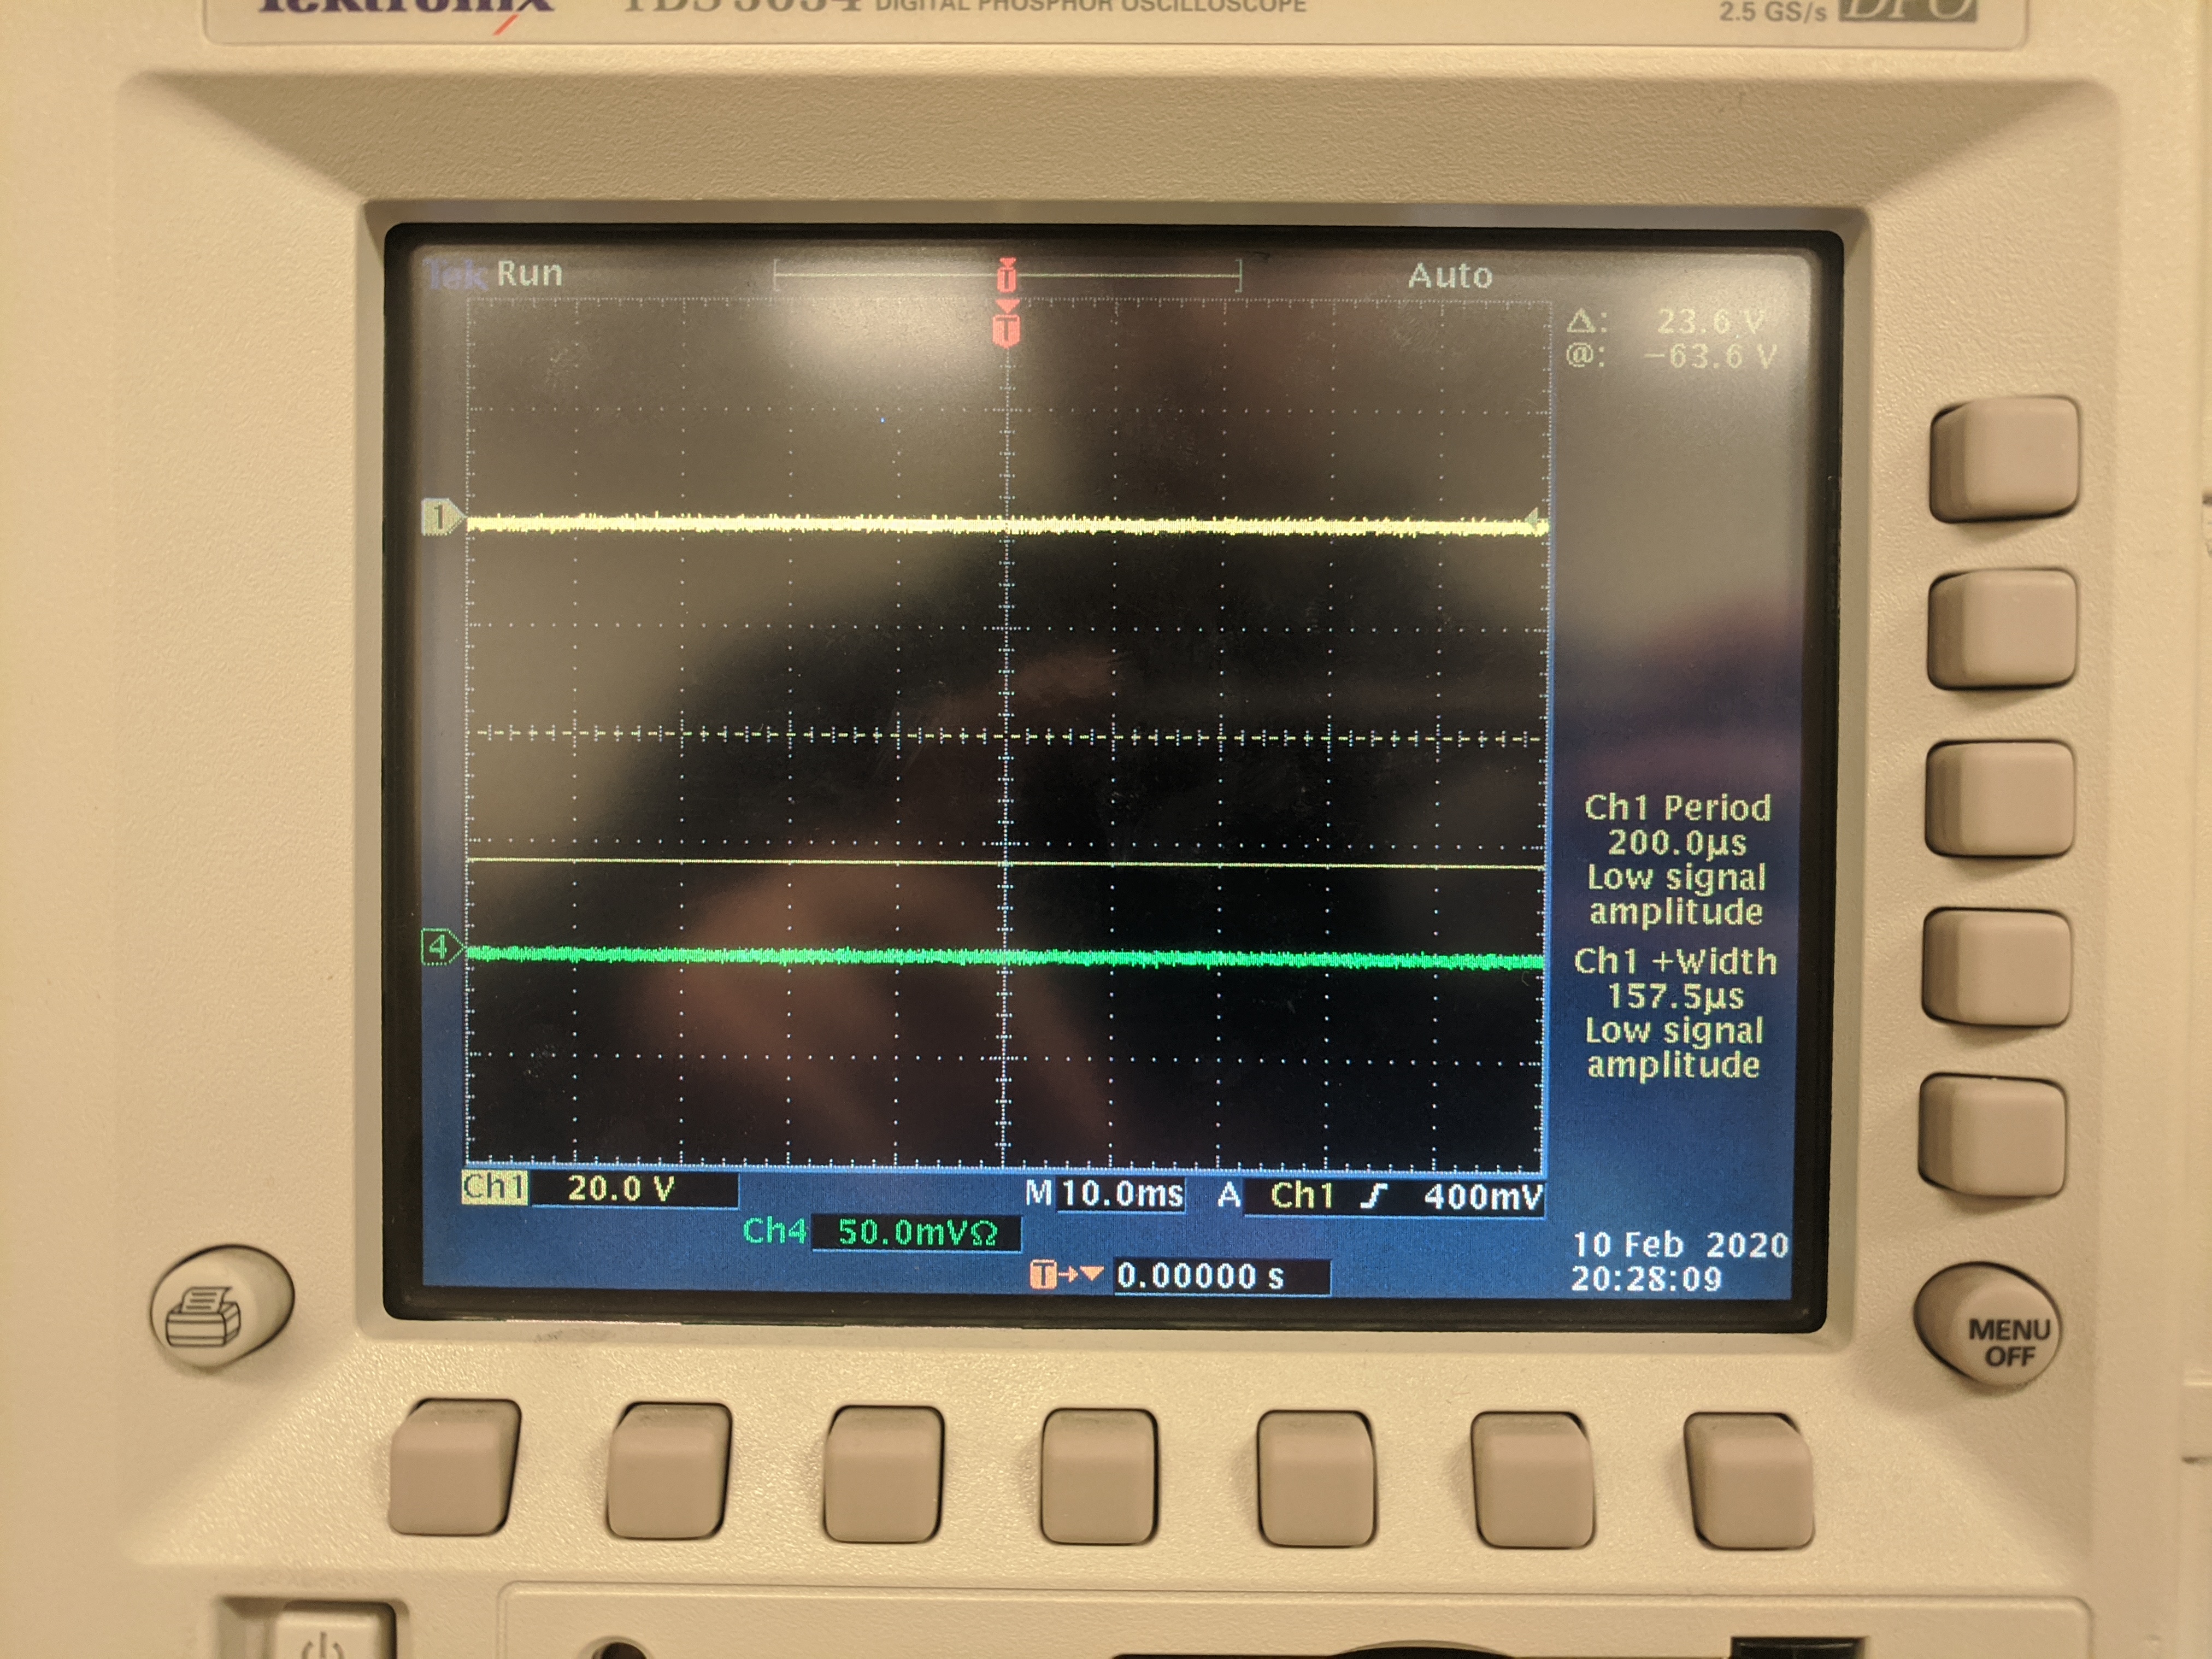 Tektronix TDS 3054 DIGITAL PHOSPHOR OSCILLOSCOPE
2.5 GS/s DPO
Tek Run
Auto
T
T
Δ: 23.6 V
@: −63.6 V
1
Ch1 Period
200.0µs
Low signal
amplitude
4
Ch1 +Width
157.5µs
Low signal
amplitude
Ch1 20.0 V
M 10.0ms A Ch1 400mV
Ch4 50.0mVΩ
T→▼ 0.00000 s
10 Feb 2020
20:28:09
MENU
OFF